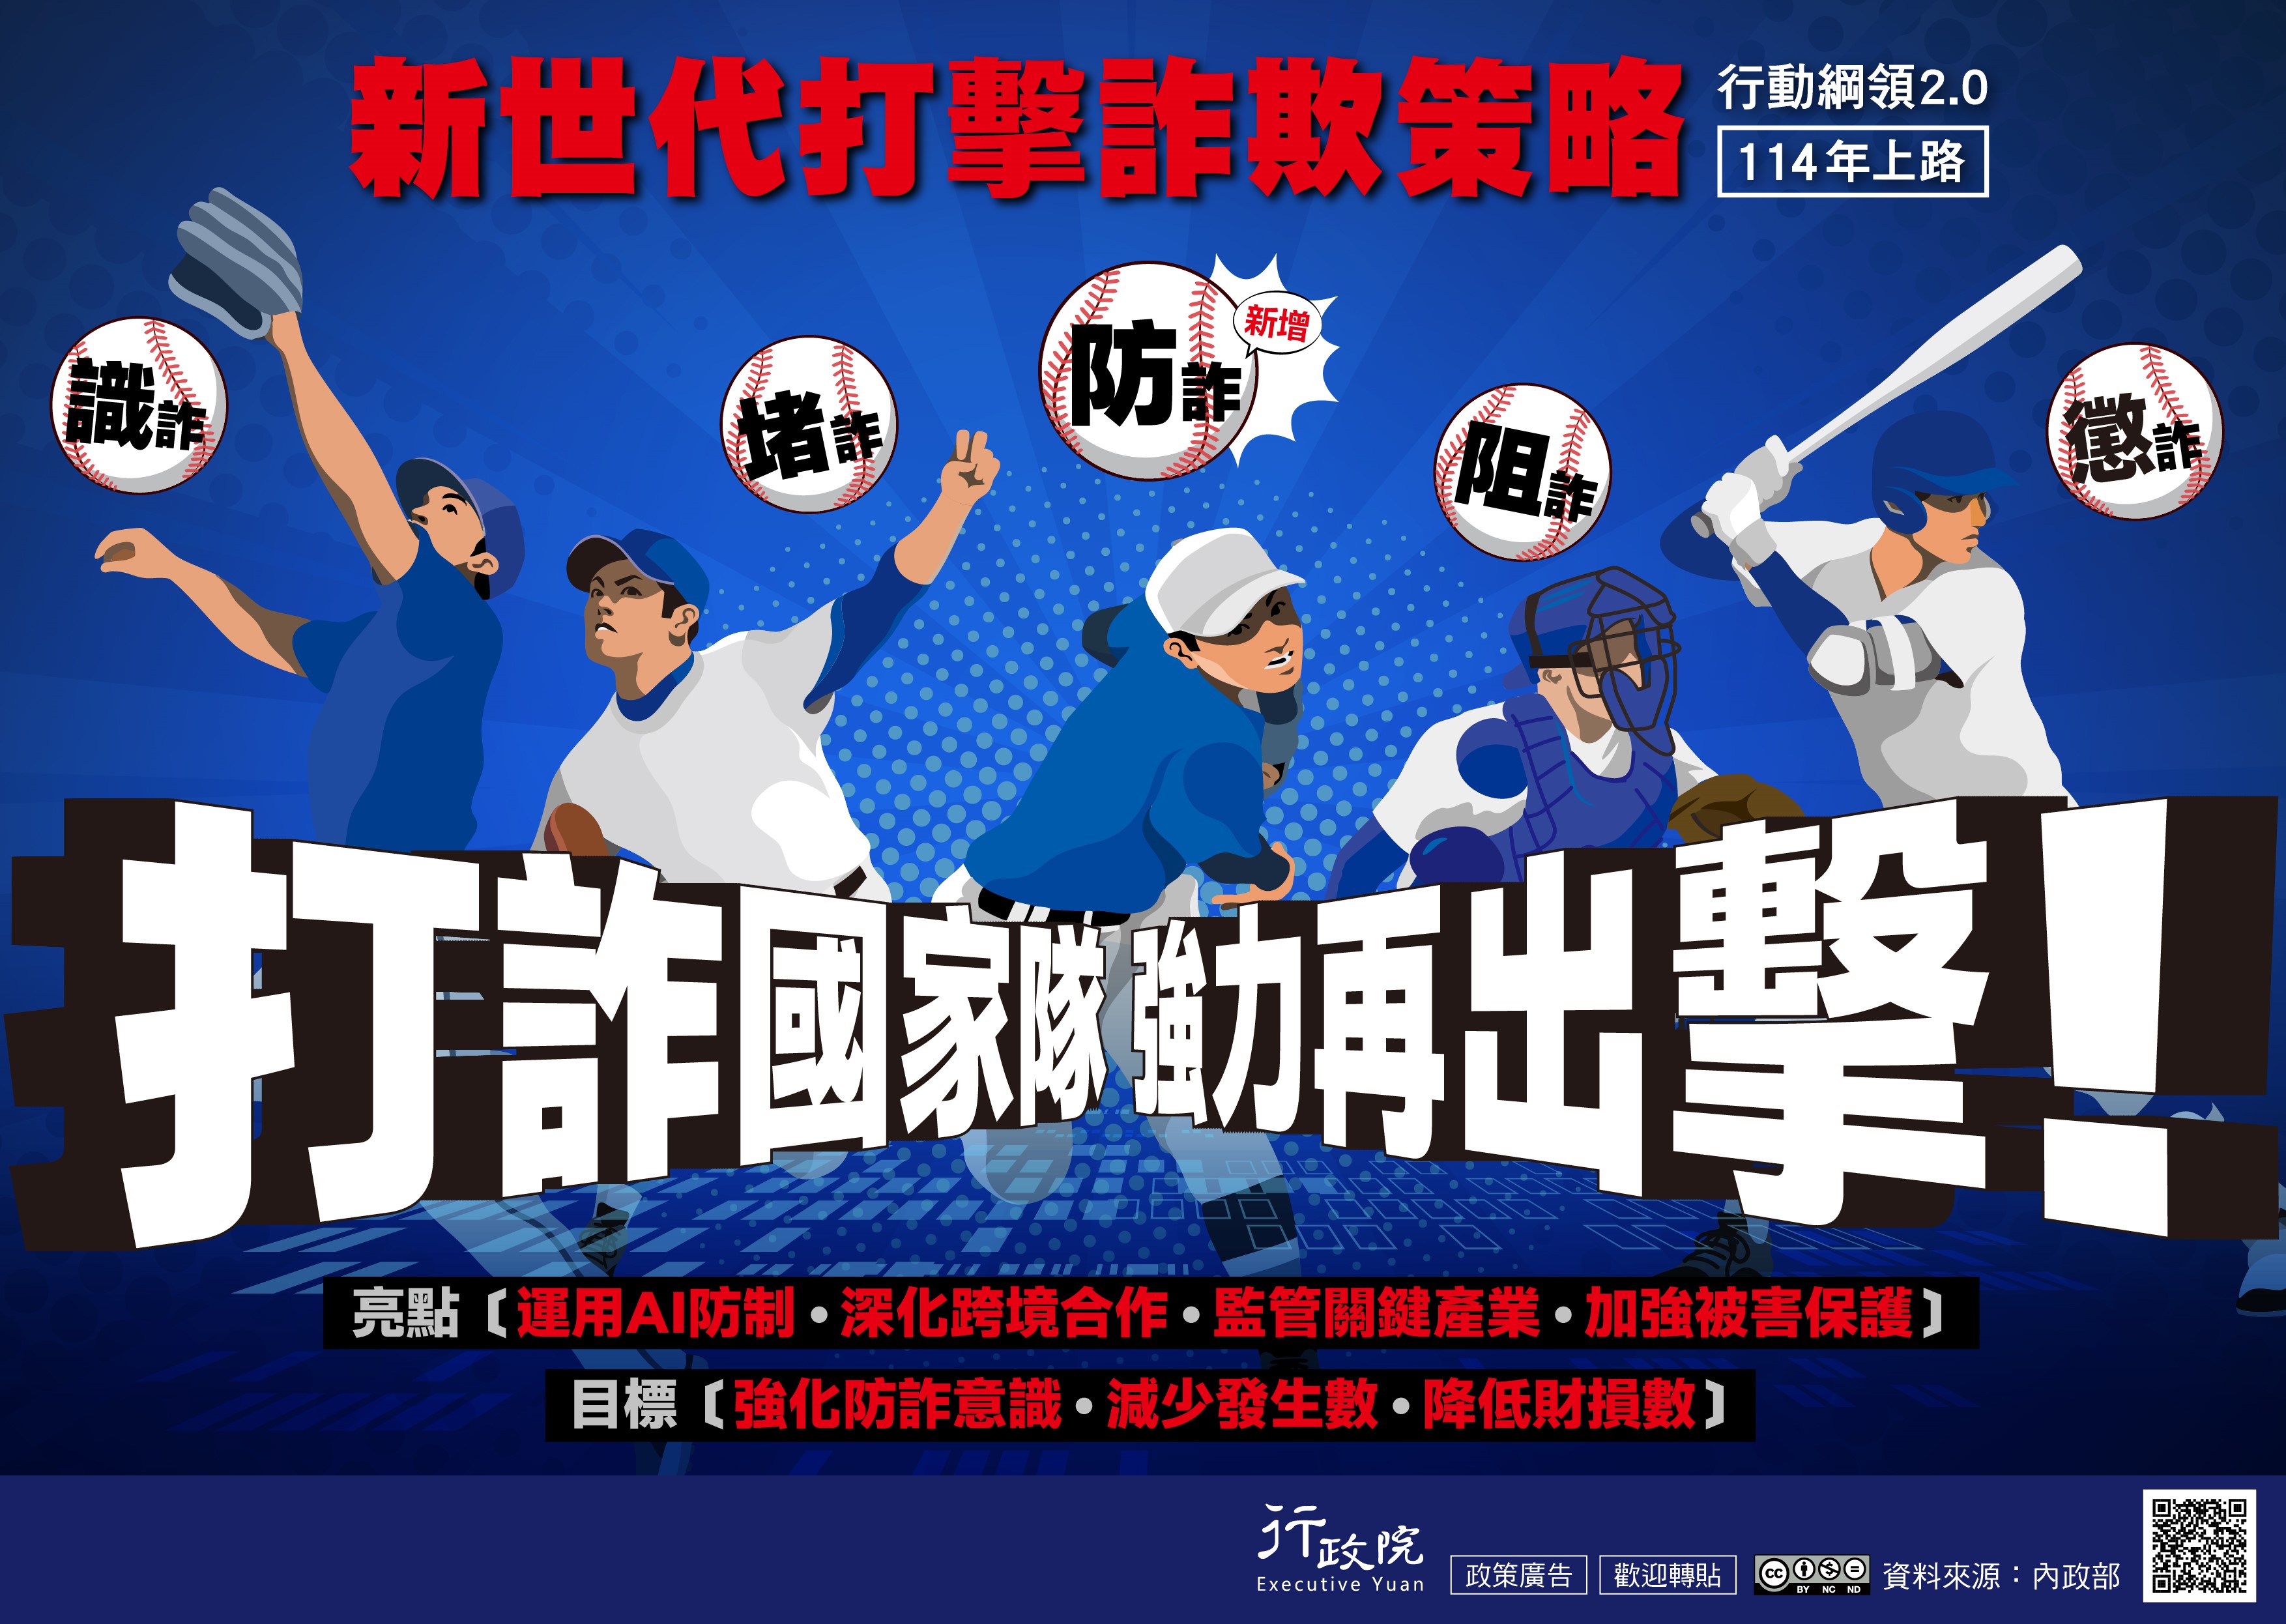 新世代打擊詐欺策略
行動綱領2.0
114年上路
識詐
堵詐
防詐
新增
阻詐
懲詐
打詐國家隊 強力再出擊!
亮點〔運用AI防制•深化跨境合作•監管關鍵產業•加強被害保護〕
目標〔強化防詐意識•減少發生數•降低財損數〕
行政院
Executive Yuan
政策廣告
歡迎轉貼
cc BY NC ND
資料來源：內政部